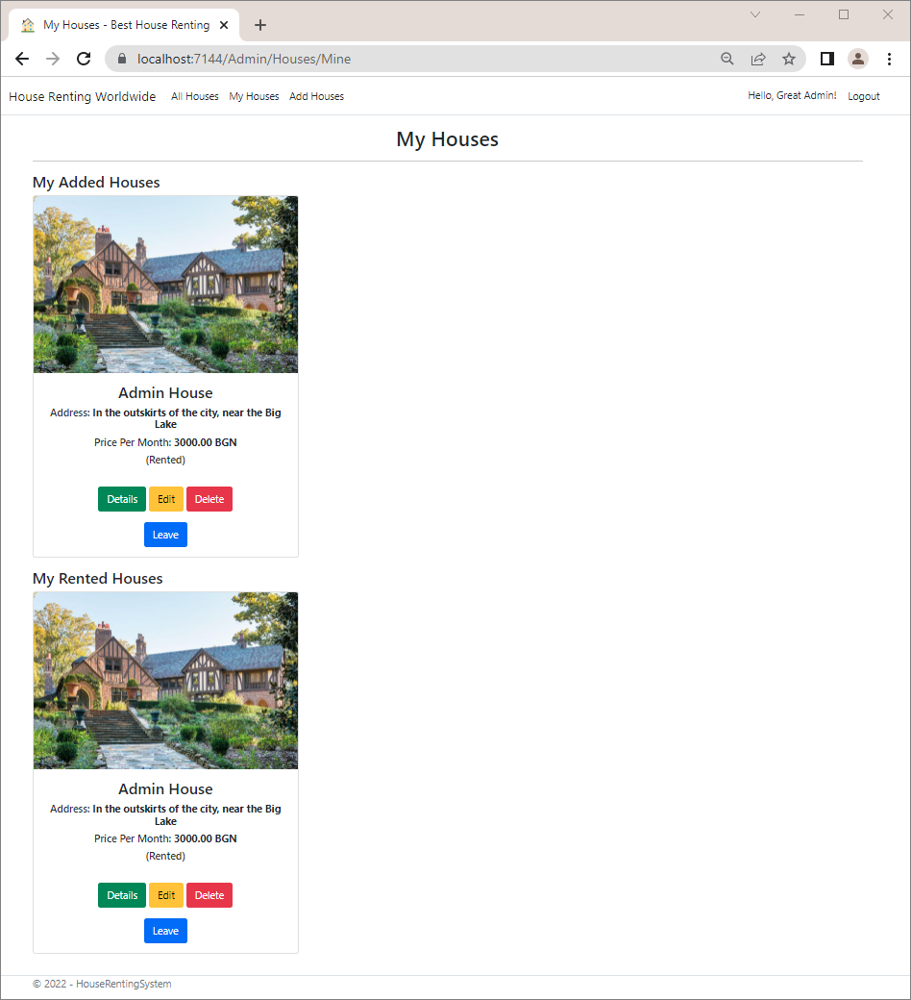 My Houses - Best House Renting
localhost:7144/Admin/Houses/Mine
House Renting Worldwide All Houses My Houses Add Houses Hello, Great Admin! Logout
My Houses
My Added Houses
Admin House
Address: In the outskirts of the city, near the Big
Lake
Price Per Month: 3000.00 BGN
(Rented)
Details Edit Delete
Leave
My Rented Houses
Admin House
Address: In the outskirts of the city, near the Big
Lake
Price Per Month: 3000.00 BGN
(Rented)
Details Edit Delete
Leave
© 2022 - HouseRentingSystem